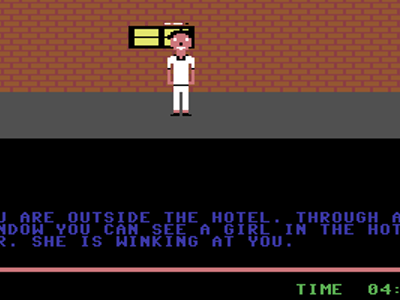 U ARE OUTSIDE THE HOTEL. THROUGH A
NDOW YOU CAN SEE A GIRL IN THE HOT
R. SHE IS WINKING AT YOU.
TIME 04: